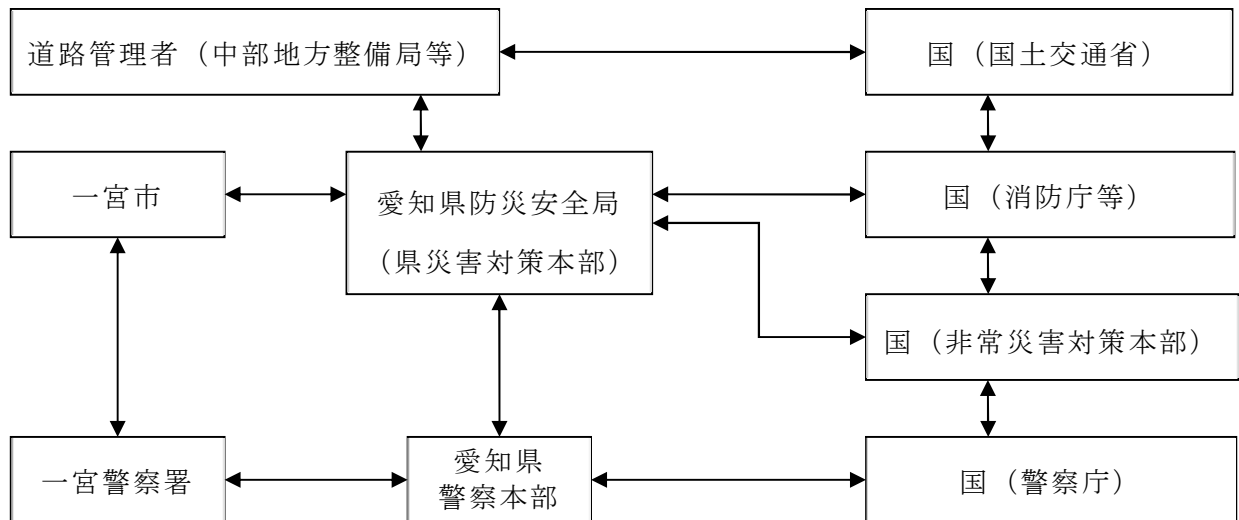 道路管理者（中部地方整備局等）
国（国土交通省）
一宮市
愛知県防災安全局
（県災害対策本部）
国（消防庁等）
国（非常災害対策本部）
一宮警察署
愛知県
警察本部
国（警察庁）